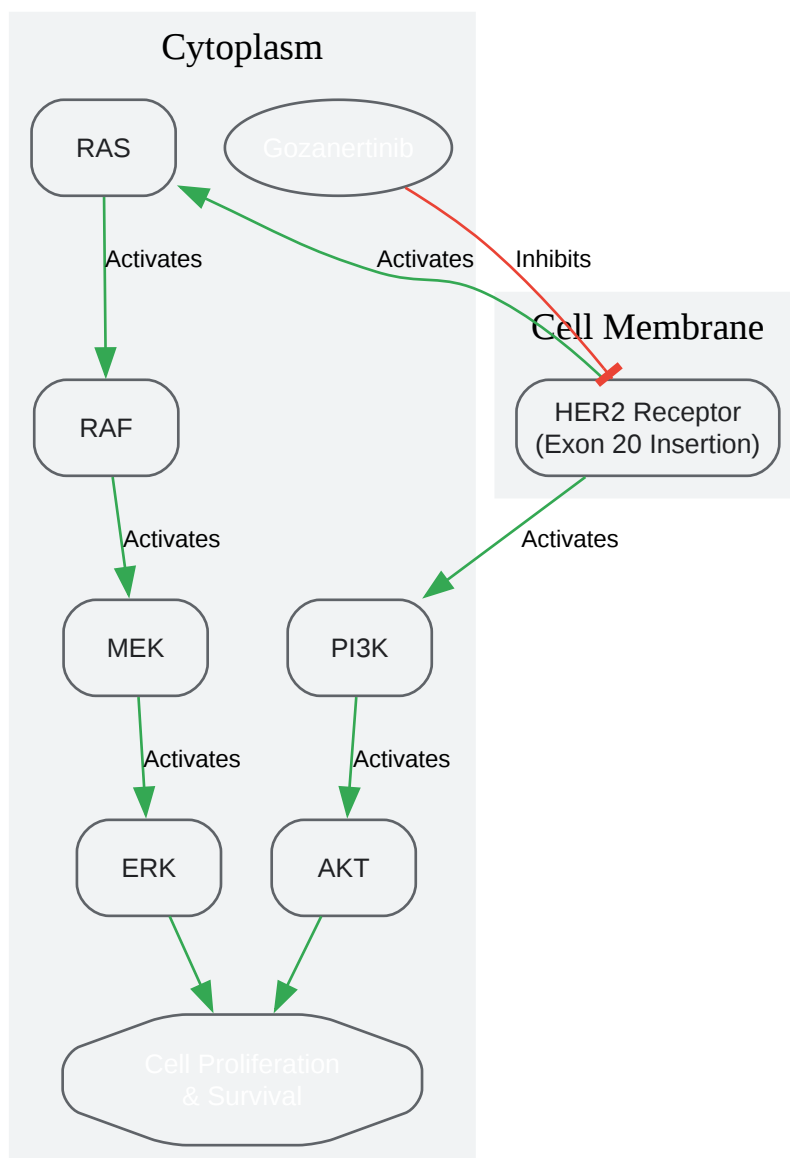 Cytoplasm
RAS
Gozanertinib
Activates
Activates
Inhibits
Cell Membrane
RAF
HER2 Receptor
(Exon 20 Insertion)
Activates
Activates
MEK
PI3K
Activates
Activates
ERK
AKT
Cell Proliferation
& Survival